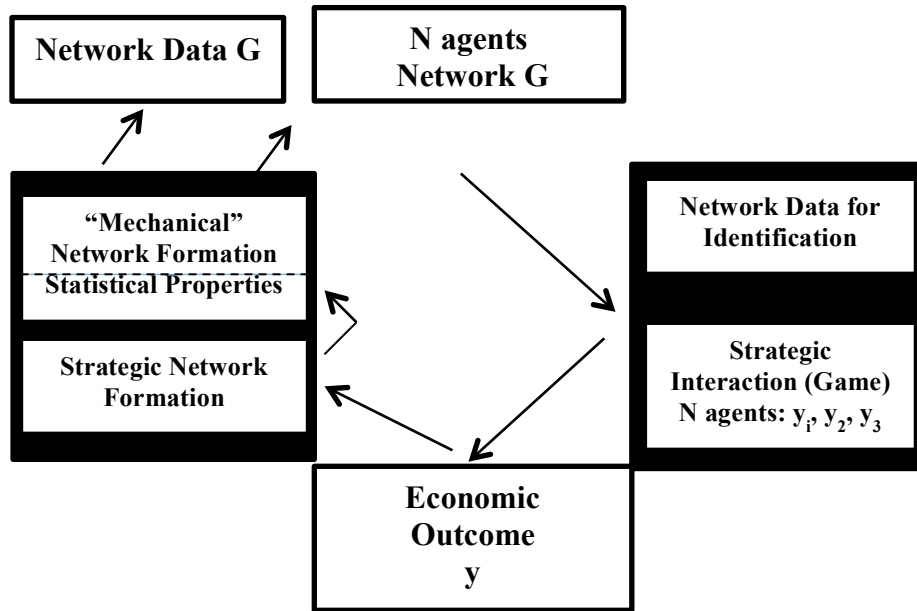 Network Data G
N agents
Network G
“Mechanical”
Network Formation
Statistical Properties
Strategic Network
Formation
Network Data for
Identification
Strategic
Interaction (Game)
N agents: yᵢ, y₂, y₃
Economic
Outcome
y